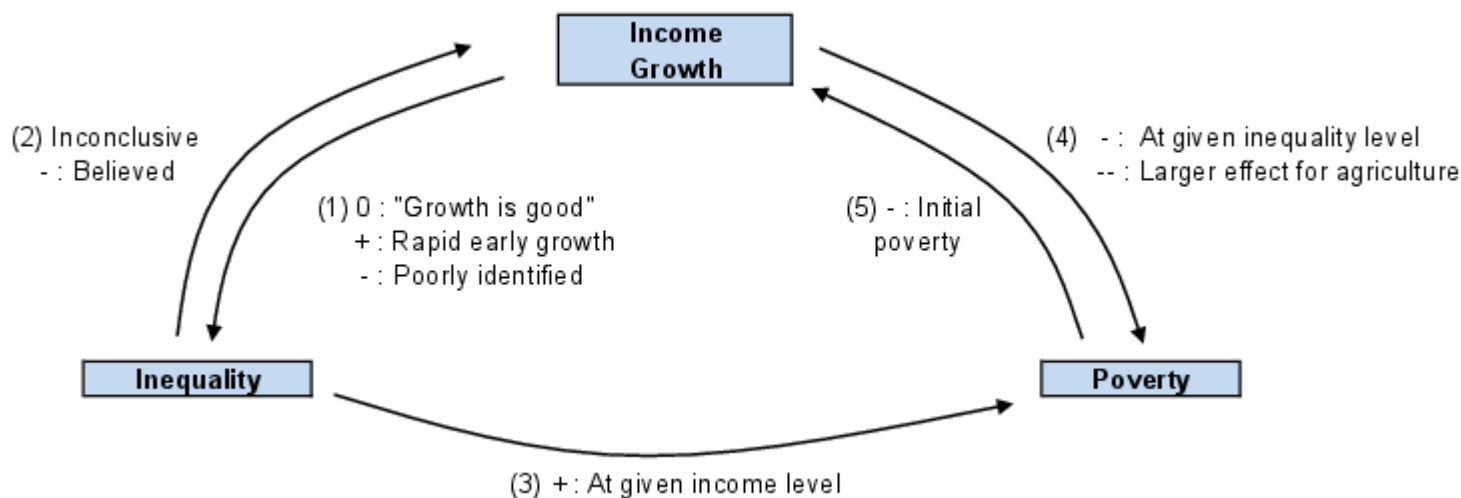 Income
Growth
(2) Inconclusive
- : Believed
(1) 0 : "Growth is good"
+ : Rapid early growth
- : Poorly identified
(4) - : At given inequality level
-- : Larger effect for agriculture
(5) - : Initial
poverty
Inequality
Poverty
(3) + : At given income level